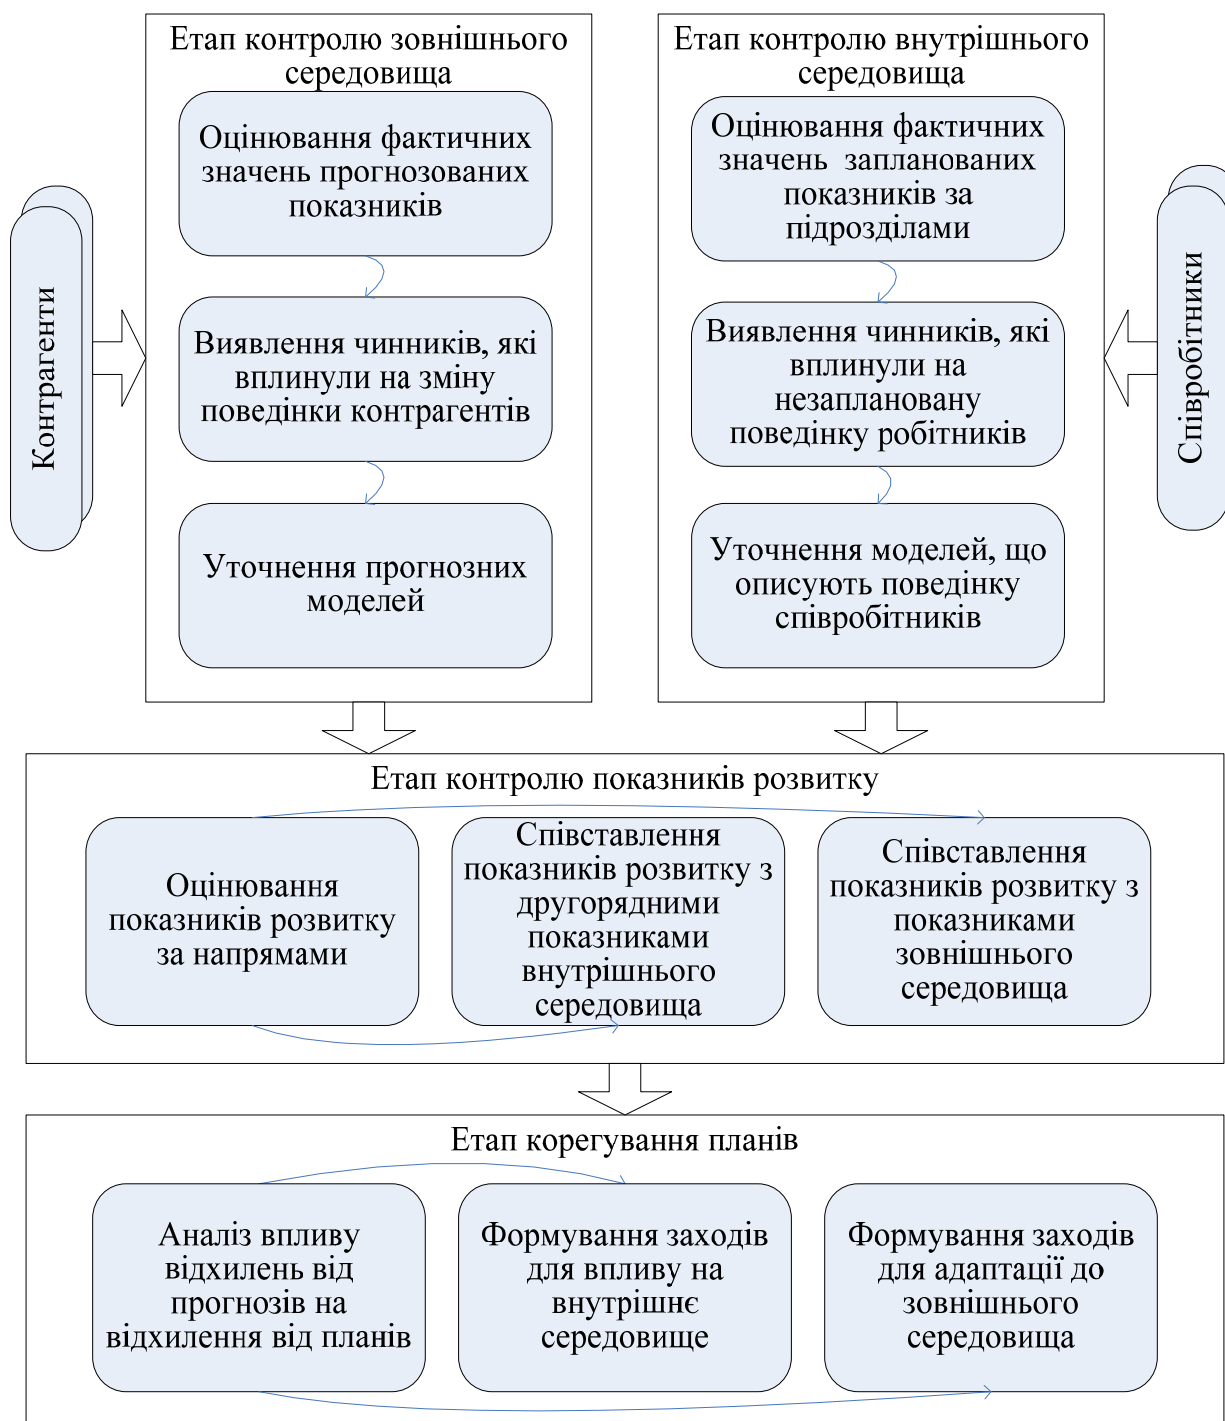 Етап контролю зовнішнього
середовища
Оцінювання фактичних
значень прогнозованих
показників
Виявлення чинників, які
вплинули на зміну
поведінки контрагентів
Уточнення прогнозних
моделей
Контрагенти
Етап контролю внутрішнього
середовища
Оцінювання фактичних
значень запланованих
показників за
підрозділами
Виявлення чинників, які
вплинули на
незаплановану
поведінку робітників
Уточнення моделей, що
описують поведінку
співробітників
Співробітники
Етап контролю показників розвитку
Оцінювання
показників розвитку
за напрямами
Співставлення
показників розвитку з
другорядними
показниками
внутрішнього
середовища
Співставлення
показників розвитку з
показниками
зовнішнього
середовища
Етап корегування планів
Аналіз впливу
відхилень від
прогнозів на
відхилення від планів
Формування заходів
для впливу на
внутрішнє
середовище
Формування заходів
для адаптації до
зовнішнього
середовища